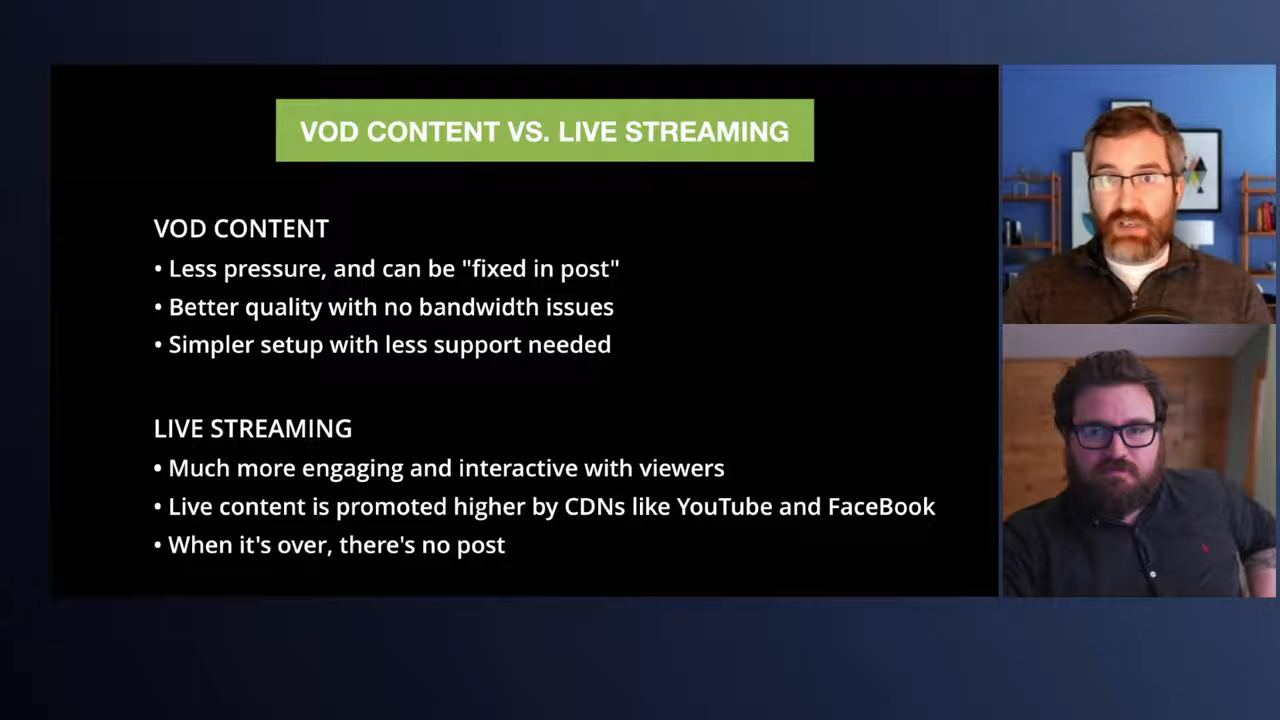 VOD CONTENT VS. LIVE STREAMING
VOD CONTENT
• Less pressure, and can be "fixed in post"
• Better quality with no bandwidth issues
• Simpler setup with less support needed
LIVE STREAMING
• Much more engaging and interactive with viewers
• Live content is promoted higher by CDNs like YouTube and FaceBook
• When it's over, there's no post